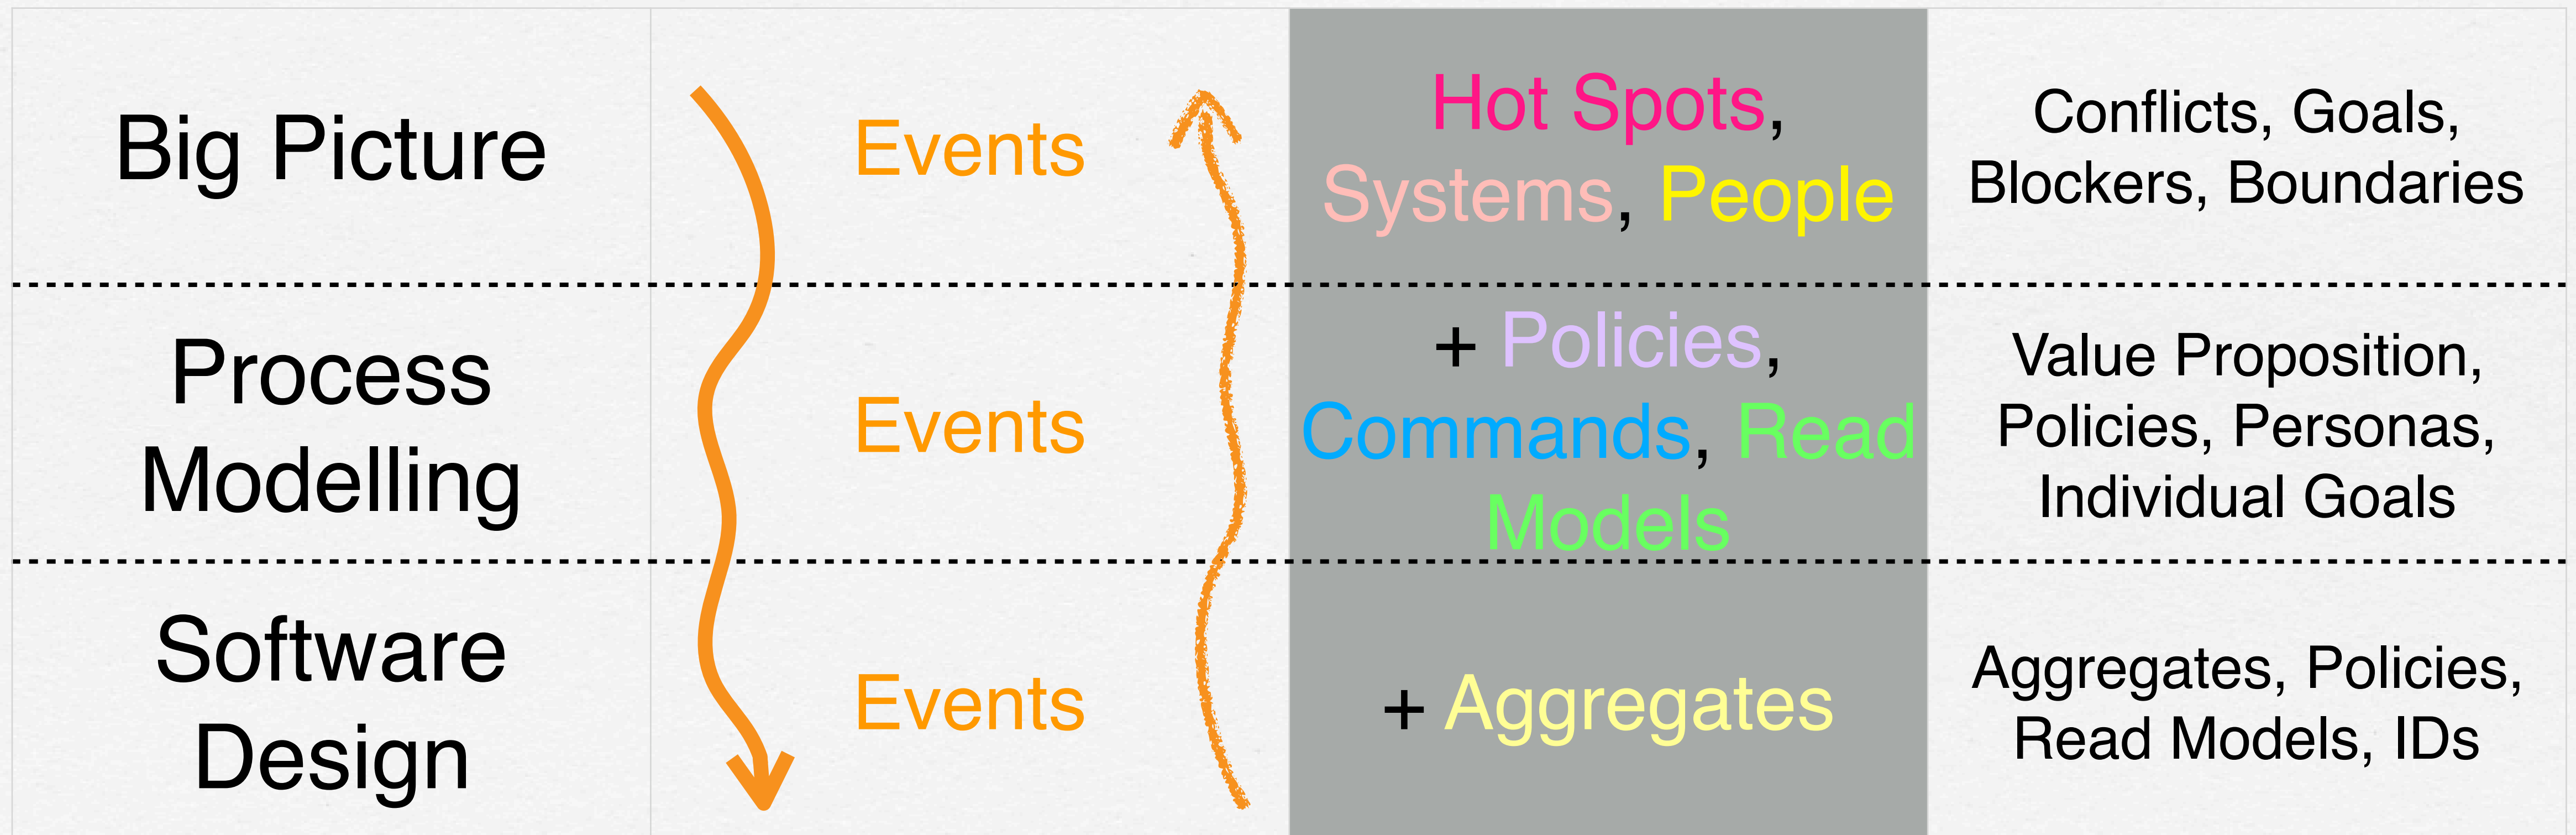 Big Picture
Events
Hot Spots,
Systems, People
Conflicts, Goals,
Blockers, Boundaries
Process
Modelling
Events
+ Policies,
Commands, Read
Models
Value Proposition,
Policies, Personas,
Individual Goals
Software
Design
Events
+ Aggregates
Aggregates, Policies,
Read Models, IDs